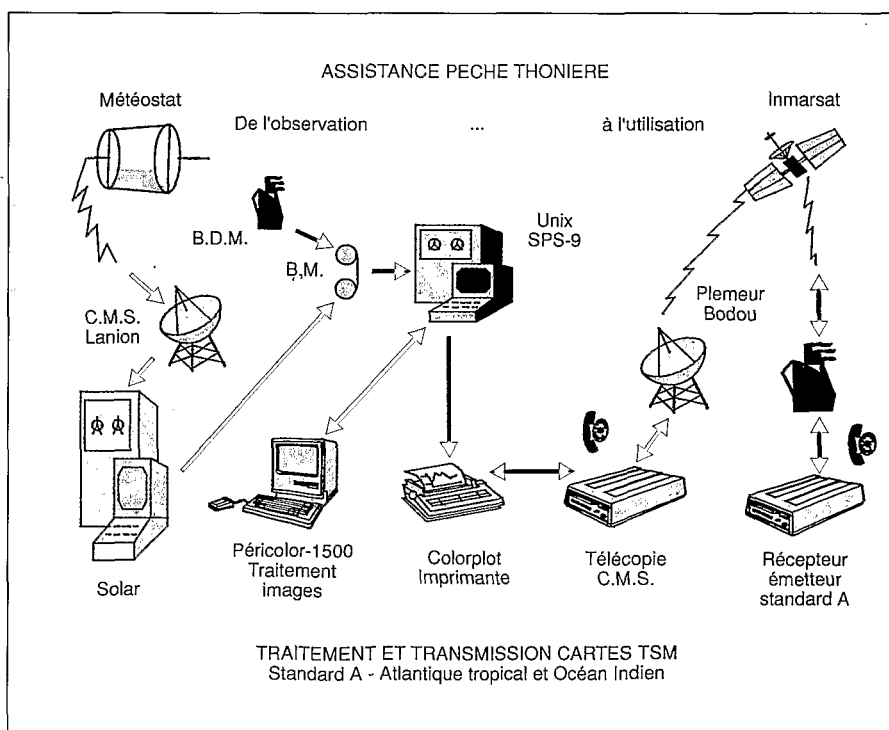 ASSISTANCE PECHE THONIERE
Météostat
Inmarsat
De l'observation
...
à l'utilisation
B.D.M.
Unix
SPS-9
B,M.
Plemeur
Bodou
C.M.S.
Lanion
Solar
Péricolor-1500
Traitement
images
Colorplot
Imprimante
Télécopie
C.M.S.
Récepteur
émetteur
standard A
TRAITEMENT ET TRANSMISSION CARTES TSM
Standard A - Atlantique tropical et Océan Indien